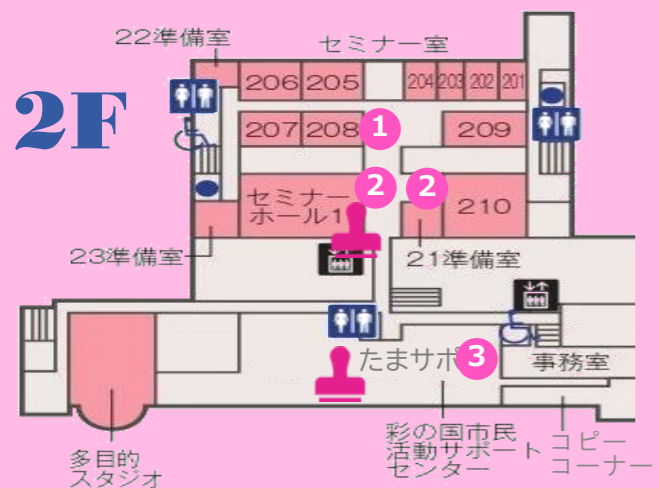 22準備室
セミナー室
2F
206 205
204 203 202 201
207 208
1
209
セミナー
ホール1
2
2
210
23準備室
21準備室
たまサポ
3
事務室
多目的
スタジオ
彩の国市民
活動サポート
センター
コピー
コーナー